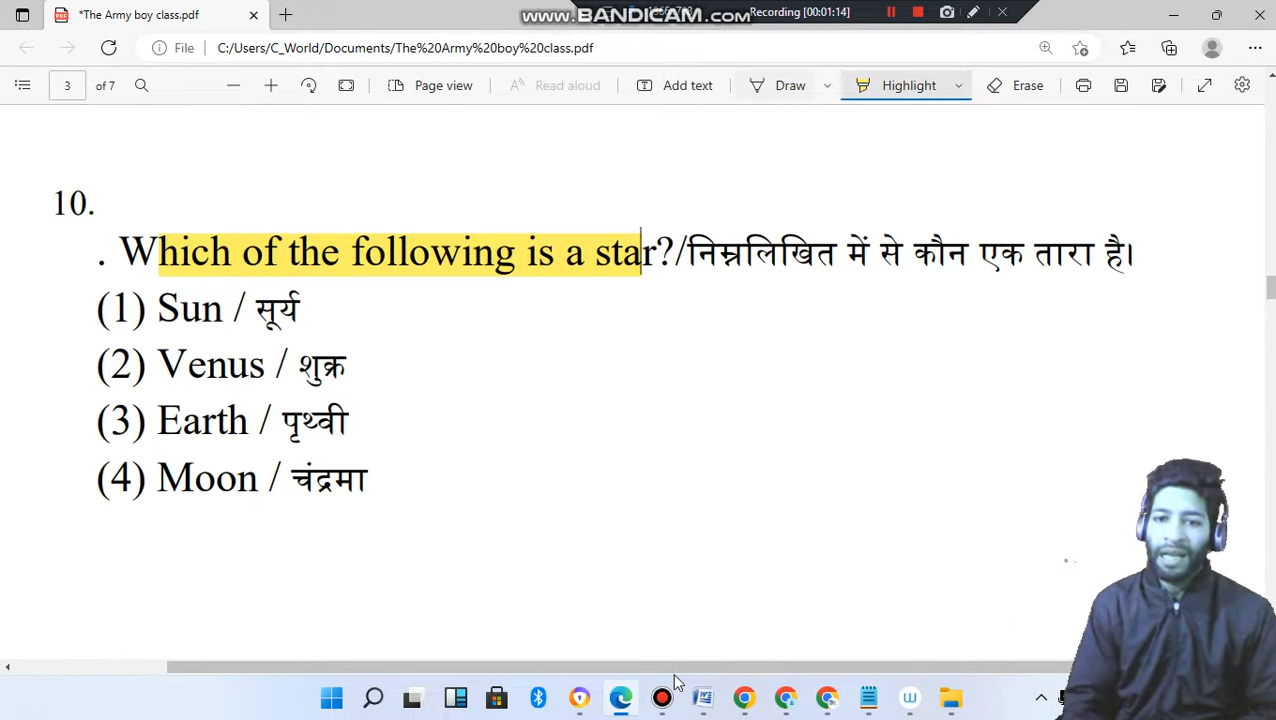 www.BANDICAM.com
Recording [00:01:14]
*The Army boy class.pdf
File
C:/Users/C_World/Documents/The%20Army%20boy%20class.pdf
3 of 7
Page view
Read aloud
Add text
Draw
Highlight
Erase
10.
. Which of the following is a star?/निम्नलिखित में से कौन एक तारा है।
(1) Sun / सूर्य
(2) Venus / शुक्र
(3) Earth / पृथ्वी
(4) Moon / चंद्रमा